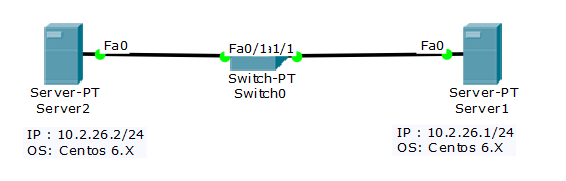 Fa0
Fa0/1
1/1
Fa0
Server-PT
Server2
Switch-PT
Switch0
Server-PT
Server1
IP : 10.2.26.2/24
OS: Centos 6.X
IP : 10.2.26.1/24
OS: Centos 6.X